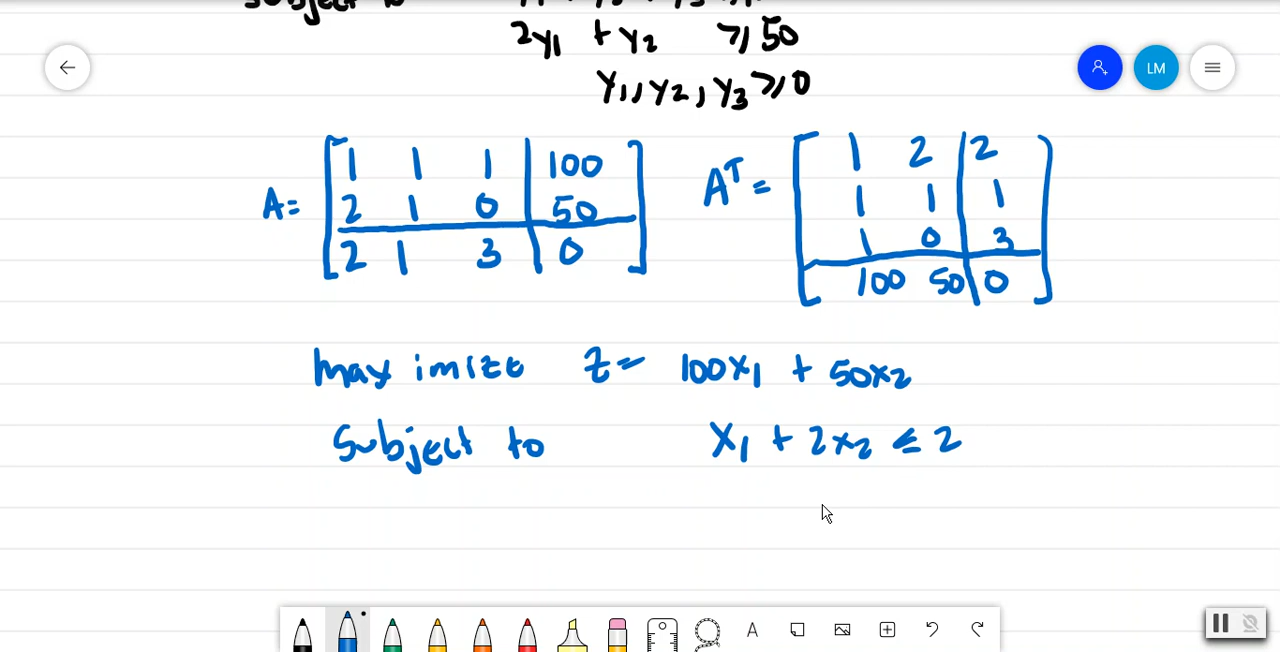 subject to
2y1 + y2 ⩾ 50
y1, y2, y3 ⩾ 0
LM
A = [ 1 1 1 | 100
2 1 0 | 50
2 1 3 | 0 ]
Aᵀ = [ 1 2 | 2
1 1 | 1
1 0 | 3
100 50 | 0 ]
maximize z = 100x1 + 50x2
Subject to x1 + 2x2 ≤ 2
A